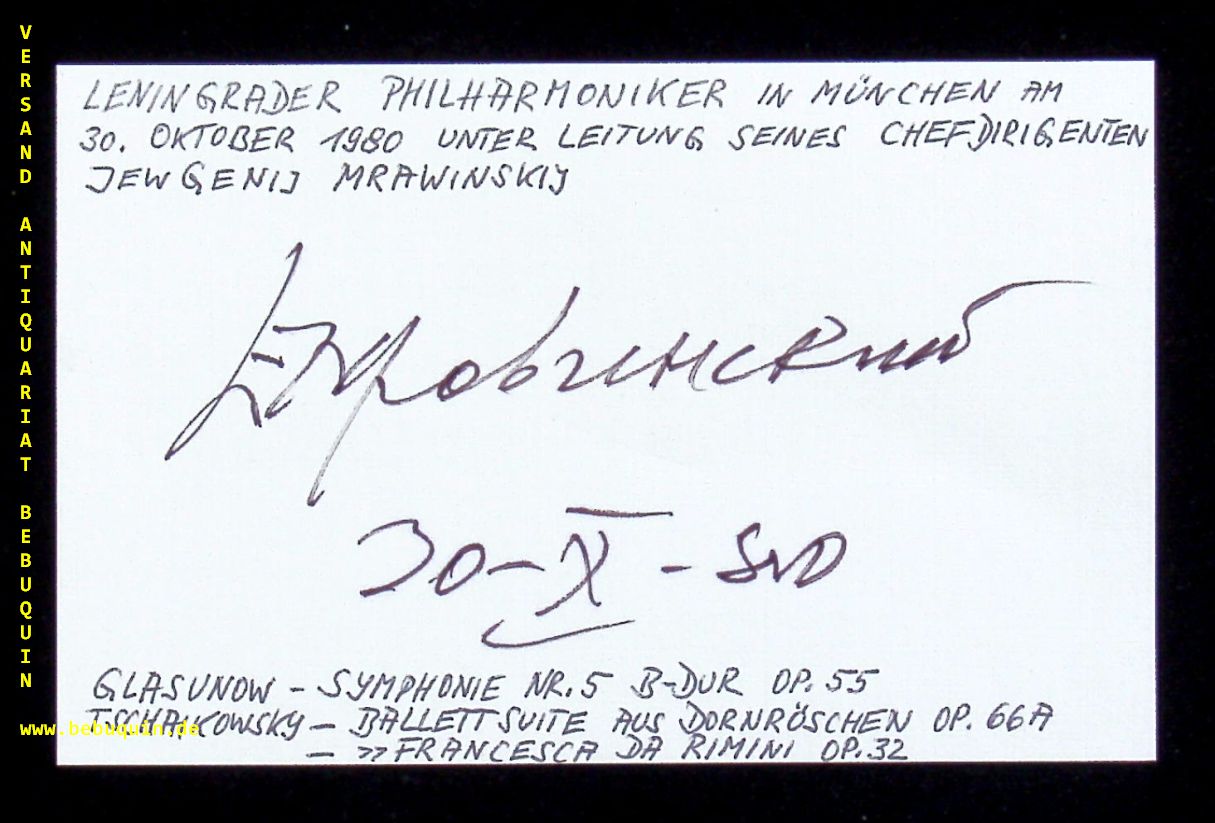 VERSAND ANTIQUARIAT BEBUQUIN
LENINGRADER PHILHARMONIKER IN MÜNCHEN AM
30. OKTOBER 1980 UNTER LEITUNG SEINES CHEFDIRIGENTEN
JEWGENIJ MRAWINSKIJ
30-X-80
GLASUNOW - SYMPHONIE NR. 5 B-DUR OP. 55
TSCHAIKOWSKY - BALLETTSUITE AUS DORNRÖSCHEN OP. 66A
- >> FRANCESCA DA RIMINI OP. 32
www.bebuquin.de